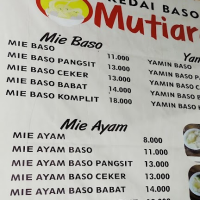 KEDAI BASO
Mutiar
Mie Baso
MIE BASO 11.000
MIE BASO PANGSIT 13.000
MIE BASO CEKER 13.000
MIE BASO BABAT 14.000
MIE BASO KOMPLIT 18.000
Yan
YAMIN BASO
YAMIN BASO P
YAMIN BASO
YAMIN BASO
Mie Ayam
MIE AYAM 8.000
MIE AYAM BASO 11.000
MIE AYAM BASO PANGSIT 13.000
MIE AYAM BASO CEKER 13.000
MIE AYAM BASO BABAT 14.000